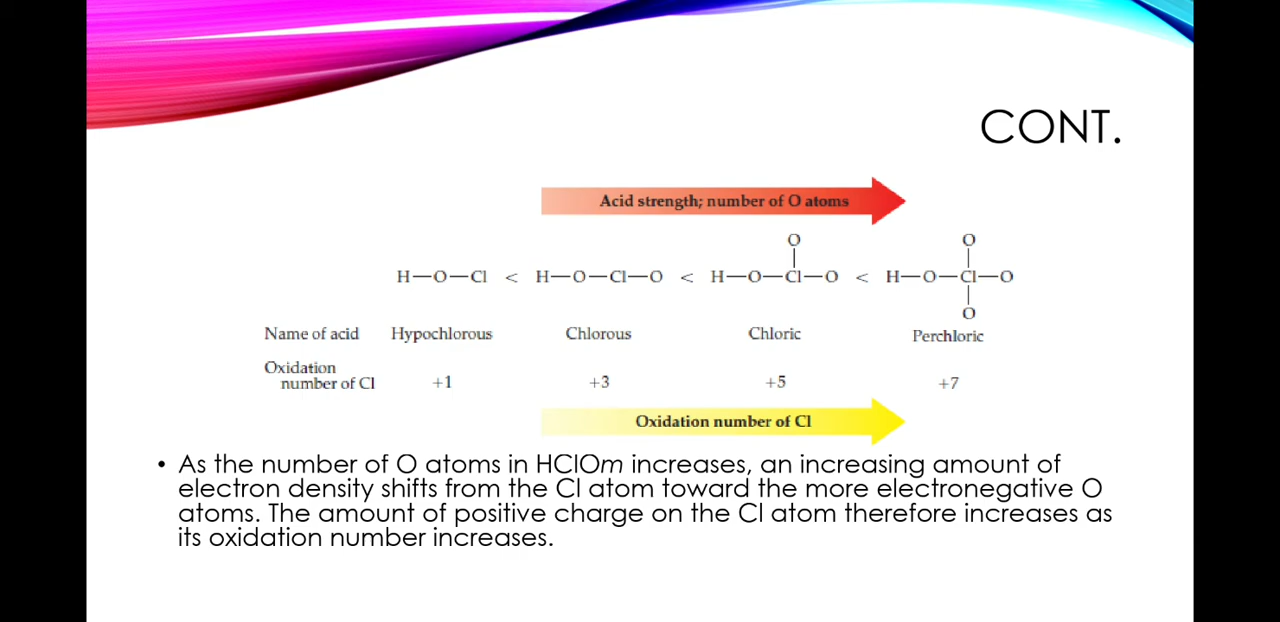 CONT.
Acid strength; number of O atoms
O O
H—O—Cl < H—O—Cl—O < H—O—Cl—O < H—O—Cl—O
O
Name of acid Hypochlorous Chlorous Chloric Perchloric
Oxidation
number of Cl +1 +3 +5 +7
Oxidation number of Cl
• As the number of O atoms in HClOm increases, an increasing amount of
electron density shifts from the Cl atom toward the more electronegative O
atoms. The amount of positive charge on the Cl atom therefore increases as
its oxidation number increases.